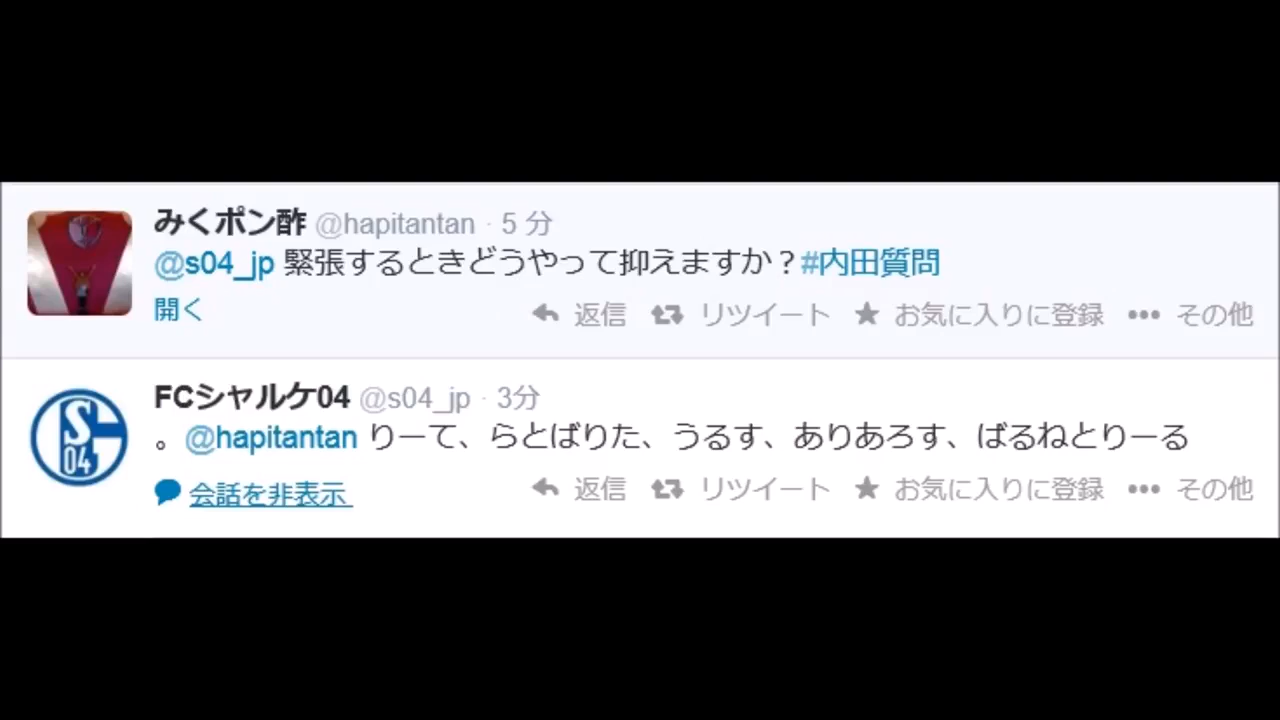 みくポン酢 @hapitantan · 5 分
@s04_jp 緊張するときどうやって抑えますか？#内田質問
開く 返信 リツイート お気に入りに登録 その他
FCシャルケ04 @s04_jp · 3分
S
04
。 @hapitantan りーて、らとばりた、うるす、ありあろす、ばるねとりーる
会話を非表示 返信 リツイート お気に入りに登録 その他